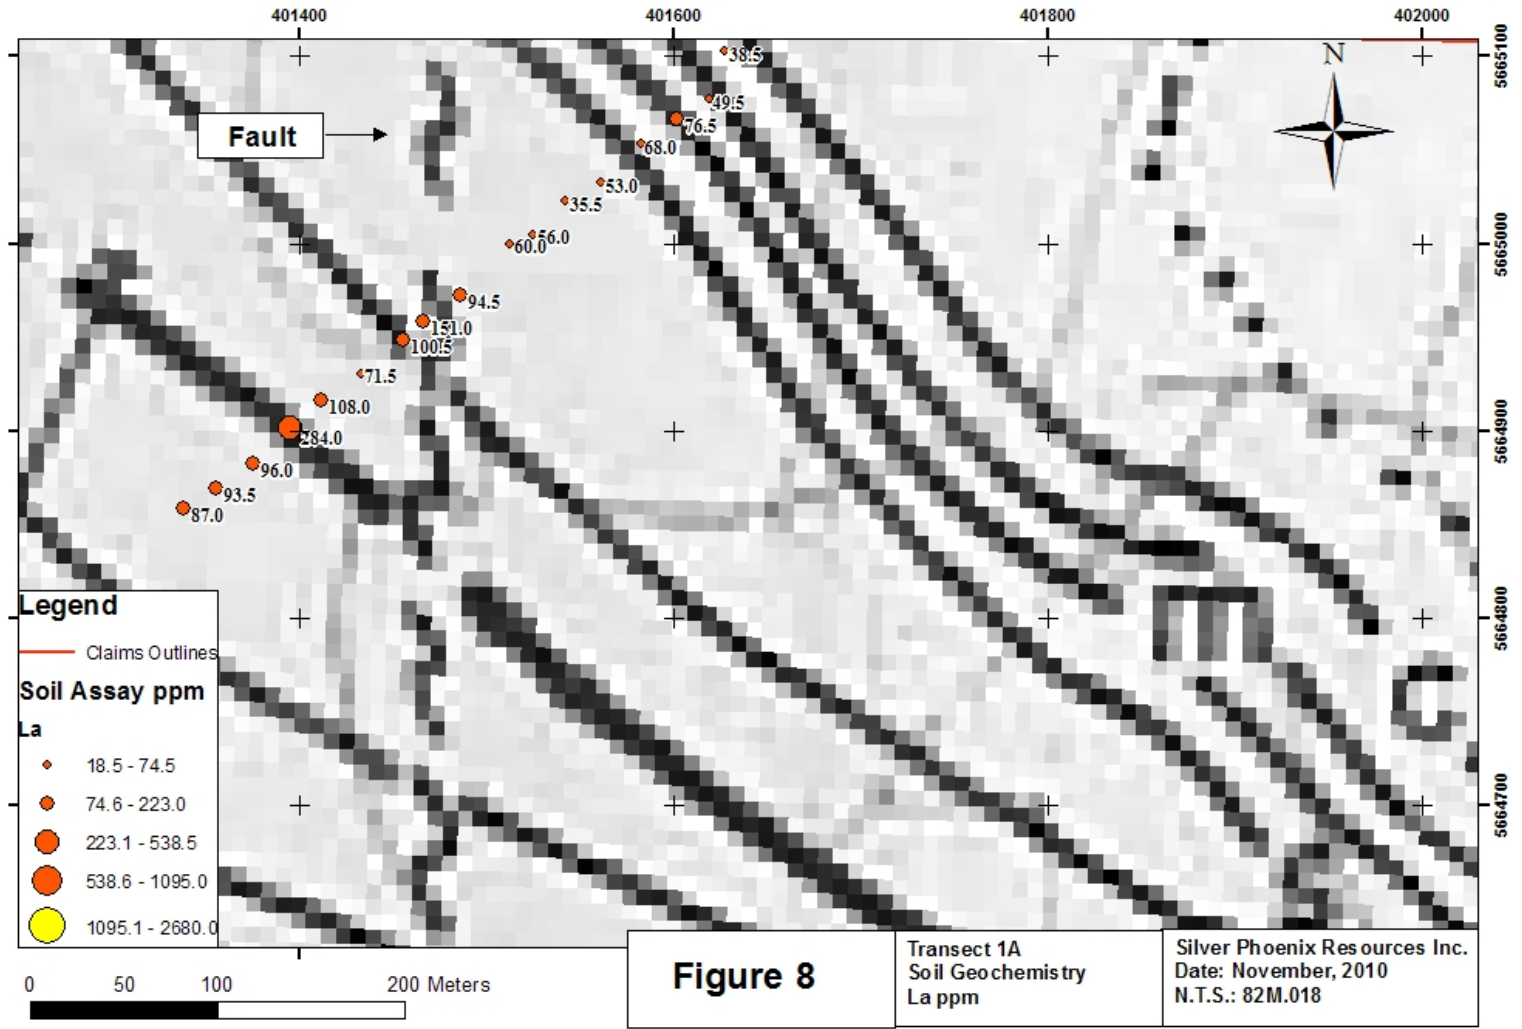 401400
401600
401800
402000
5665100
5665000
5664900
5664800
5664700
N
Fault
38.5
49.5
76.5
68.0
53.0
35.5
56.0
60.0
94.5
151.0
100.5
71.5
108.0
284.0
96.0
93.5
87.0
Legend
Claims Outlines
Soil Assay ppm
La
18.5 - 74.5
74.6 - 223.0
223.1 - 538.5
538.6 - 1095.0
1095.1 - 2680.0
0 50 100 200 Meters
Figure 8
Transect 1A
Soil Geochemistry
La ppm
Silver Phoenix Resources Inc.
Date: November, 2010
N.T.S.: 82M.018